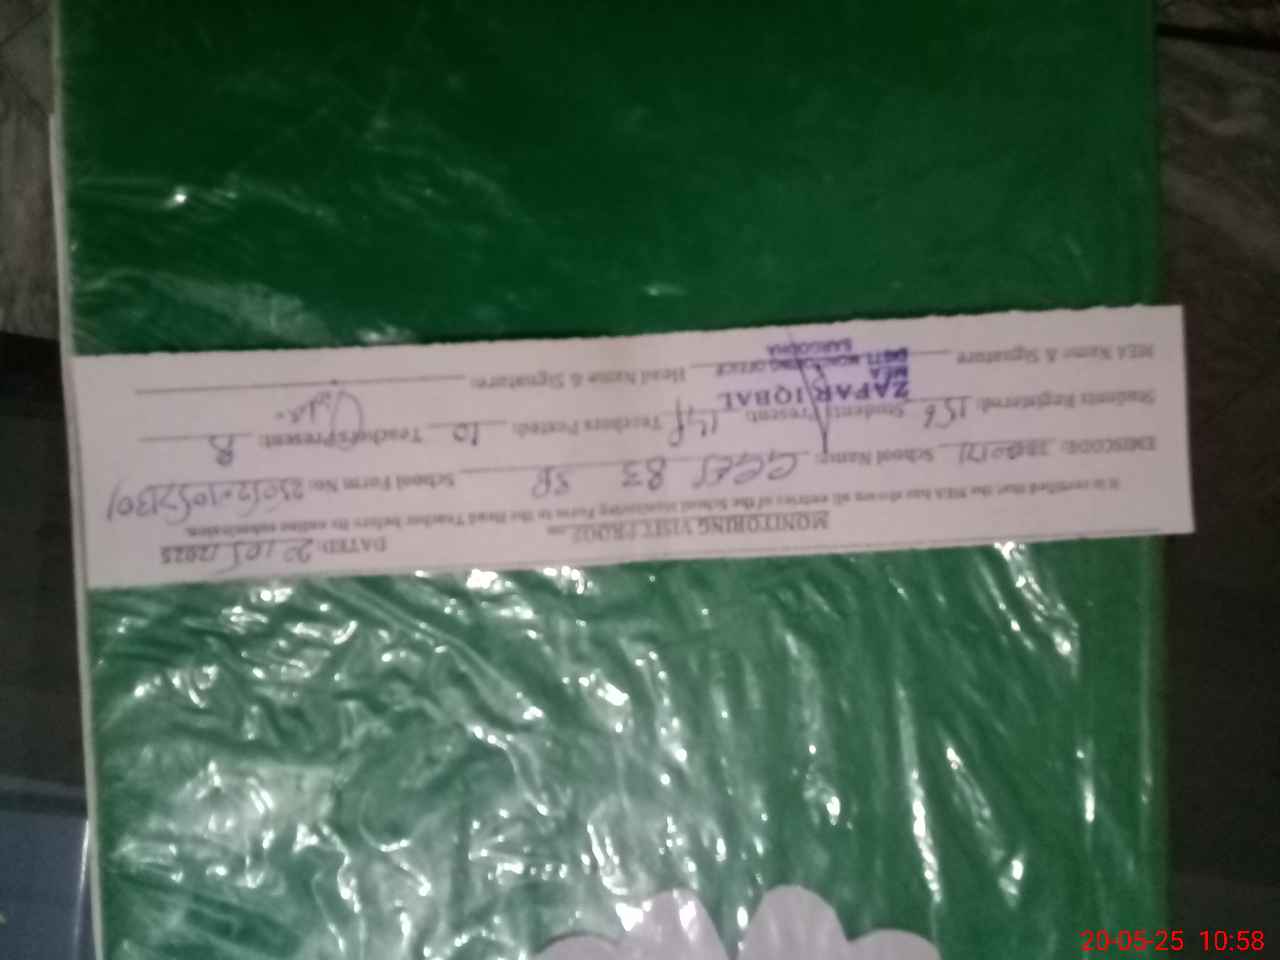 MONITORING VISIT PROOF DATED: 20/05/2025
It is certified that the MEA has shown all entries of the School Monitoring Form to the Head Teacher before its online submission.
EMISCODE: School Name: GGES 83 SB School Form No:
Students Registered: 156 Students Present: Teachers Posted: 10 Teachers Present: 8
ZAFAR IQBAL
MEA
DISTT MONITORING OFFICE
SARGODHA
MEA Name & Signature Head Name & Signature:
20-05-25 10:58